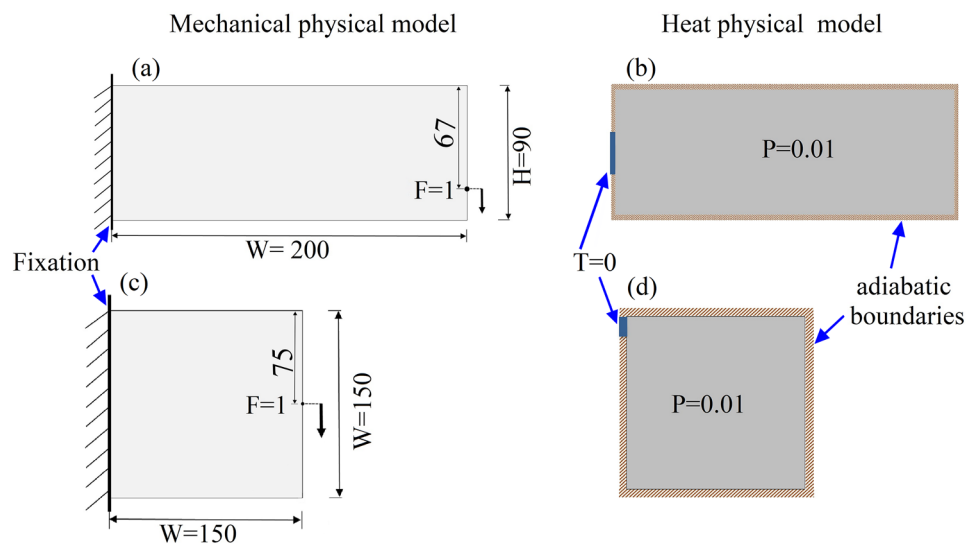 Mechanical physical model
Heat physical model
(a)
67
F=1
H=90
W= 200
(b)
P=0.01
Fixation
T=0
adiabatic
boundaries
(c)
75
F=1
W=150
W=150
(d)
P=0.01